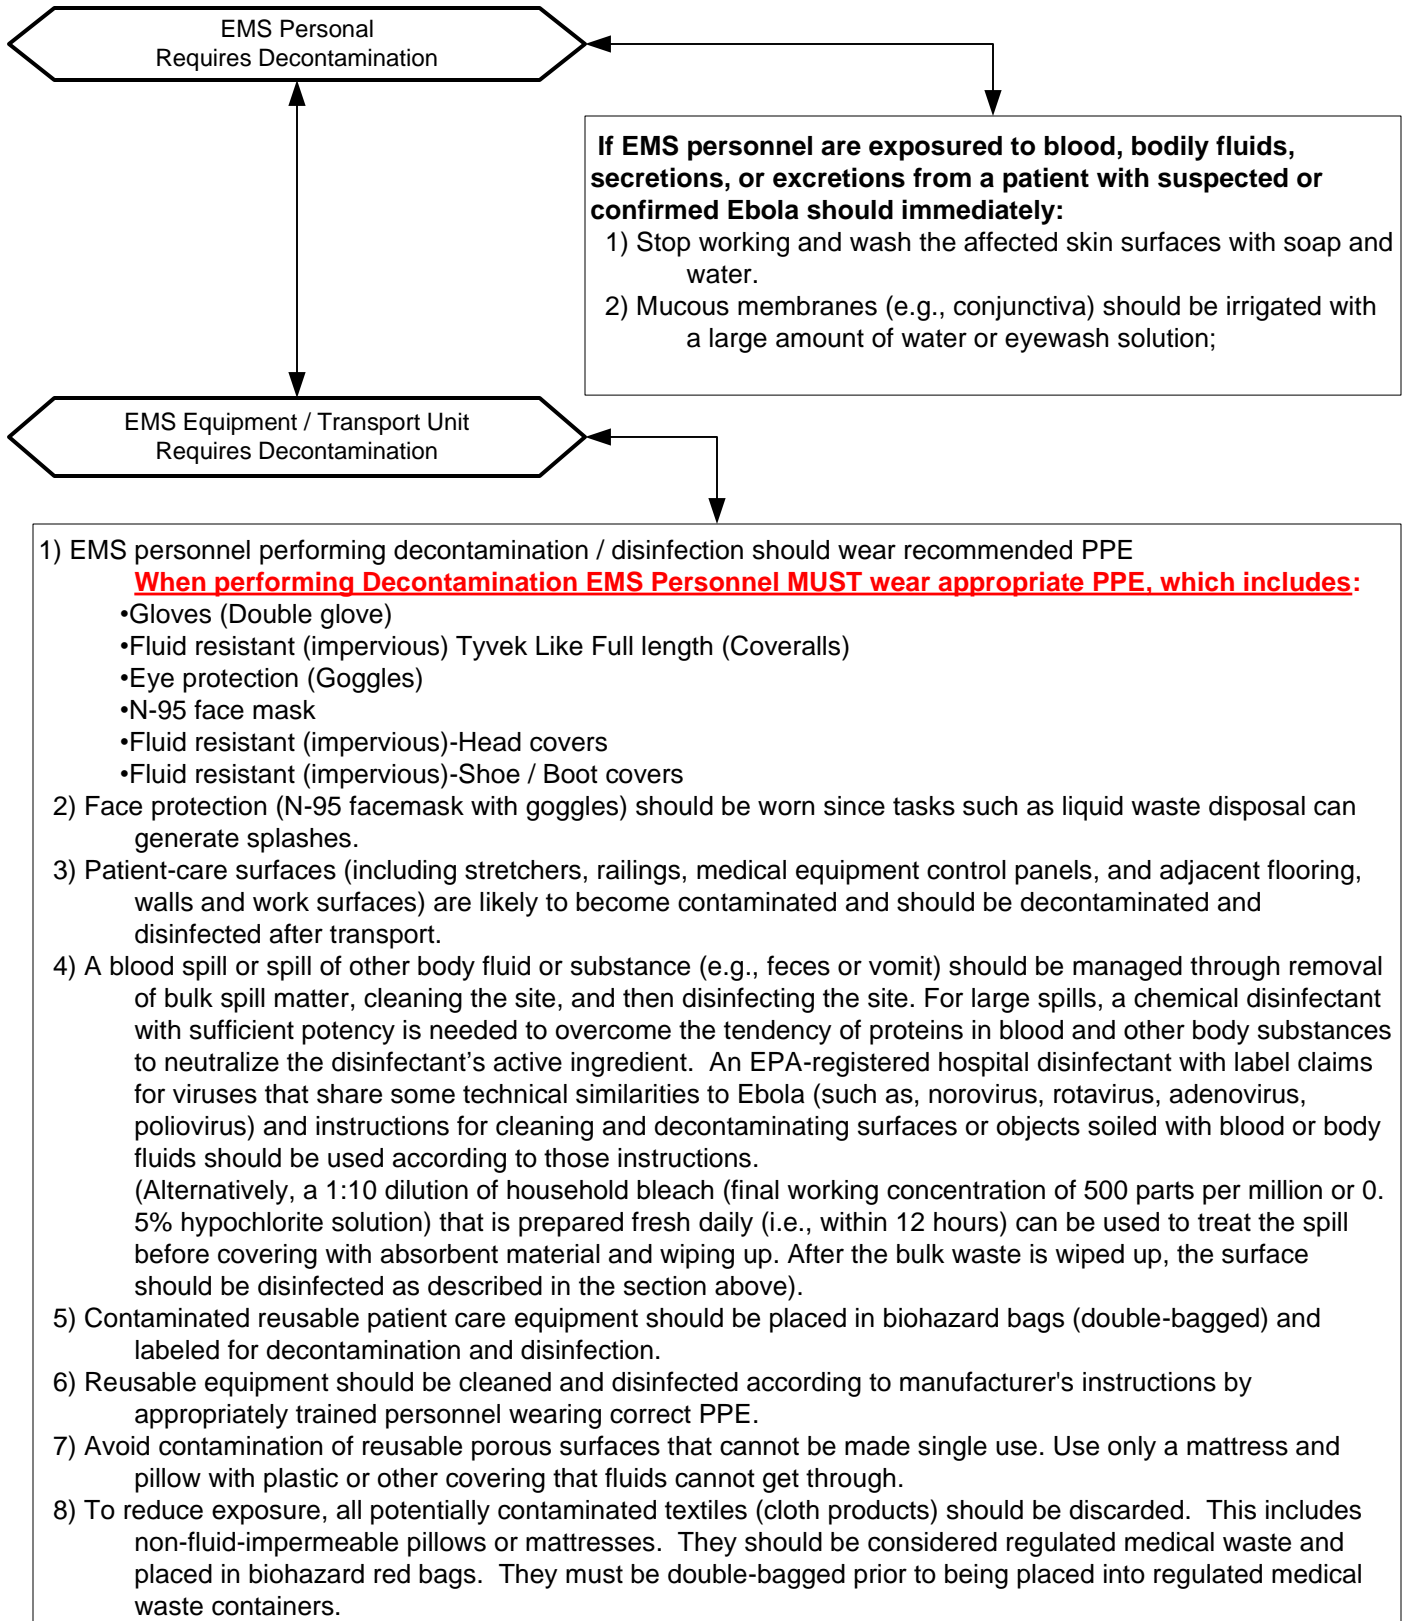 EMS Personal
Requires Decontamination
If EMS personnel are exposured to blood, bodily fluids,
secretions, or excretions from a patient with suspected or
confirmed Ebola should immediately:
1) Stop working and wash the affected skin surfaces with soap and
water.
2) Mucous membranes (e.g., conjunctiva) should be irrigated with
a large amount of water or eyewash solution;
EMS Equipment / Transport Unit
Requires Decontamination
1) EMS personnel performing decontamination / disinfection should wear recommended PPE
When performing Decontamination EMS Personnel MUST wear appropriate PPE, which includes:
•Gloves (Double glove)
•Fluid resistant (impervious) Tyvek Like Full length (Coveralls)
•Eye protection (Goggles)
•N-95 face mask
•Fluid resistant (impervious)-Head covers
•Fluid resistant (impervious)-Shoe / Boot covers
2) Face protection (N-95 facemask with goggles) should be worn since tasks such as liquid waste disposal can
generate splashes.
3) Patient-care surfaces (including stretchers, railings, medical equipment control panels, and adjacent flooring,
walls and work surfaces) are likely to become contaminated and should be decontaminated and
disinfected after transport.
4) A blood spill or spill of other body fluid or substance (e.g., feces or vomit) should be managed through removal
of bulk spill matter, cleaning the site, and then disinfecting the site. For large spills, a chemical disinfectant
with sufficient potency is needed to overcome the tendency of proteins in blood and other body substances
to neutralize the disinfectant’s active ingredient.  An EPA-registered hospital disinfectant with label claims
for viruses that share some technical similarities to Ebola (such as, norovirus, rotavirus, adenovirus,
poliovirus) and instructions for cleaning and decontaminating surfaces or objects soiled with blood or body
fluids should be used according to those instructions.
(Alternatively, a 1:10 dilution of household bleach (final working concentration of 500 parts per million or 0.
5% hypochlorite solution) that is prepared fresh daily (i.e., within 12 hours) can be used to treat the spill
before covering with absorbent material and wiping up. After the bulk waste is wiped up, the surface
should be disinfected as described in the section above).
5) Contaminated reusable patient care equipment should be placed in biohazard bags (double-bagged) and
labeled for decontamination and disinfection.
6) Reusable equipment should be cleaned and disinfected according to manufacturer's instructions by
appropriately trained personnel wearing correct PPE.
7) Avoid contamination of reusable porous surfaces that cannot be made single use. Use only a mattress and
pillow with plastic or other covering that fluids cannot get through.
8) To reduce exposure, all potentially contaminated textiles (cloth products) should be discarded.  This includes
non-fluid-impermeable pillows or mattresses.  They should be considered regulated medical waste and
placed in biohazard red bags.  They must be double-bagged prior to being placed into regulated medical
waste containers.